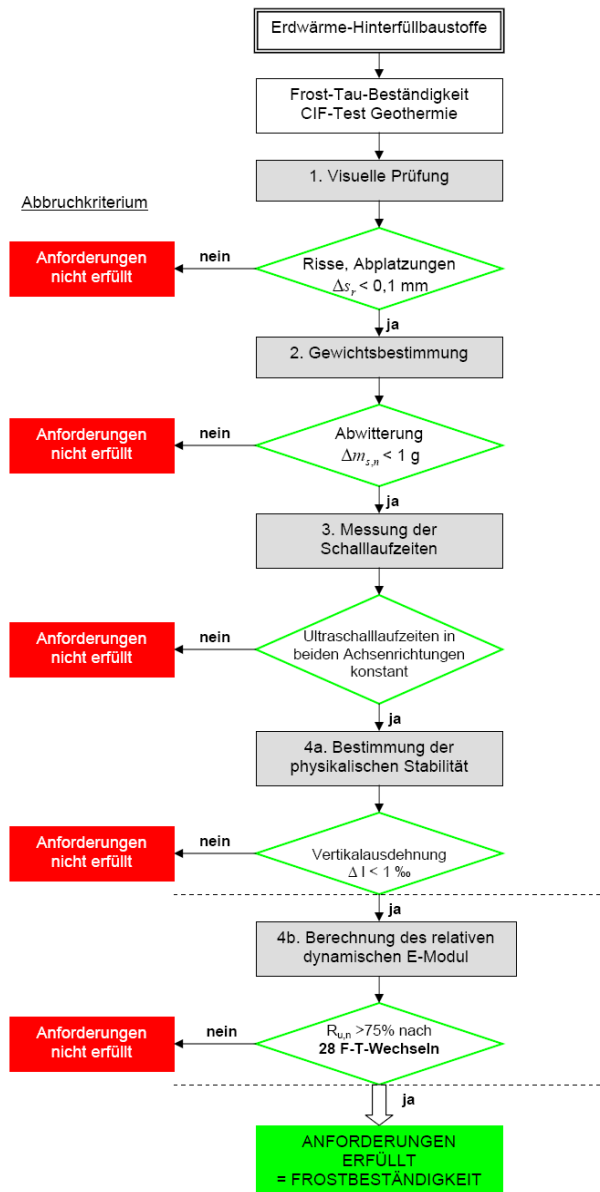 Erdwärme-Hinterfüllbaustoffe
Frost-Tau-Beständigkeit
CIF-Test Geothermie
1. Visuelle Prüfung
Abbruchkriterium
Anforderungen
nicht erfüllt
nein
Risse, Abplatzungen
Δs_r < 0,1 mm
ja
2. Gewichtsbestimmung
Anforderungen
nicht erfüllt
nein
Abwitterung
Δm_s,n < 1 g
ja
3. Messung der
Schalllaufzeiten
Anforderungen
nicht erfüllt
nein
Ultraschalllaufzeiten in
beiden Achsenrichtungen
konstant
ja
4a. Bestimmung der
physikalischen Stabilität
Anforderungen
nicht erfüllt
nein
Vertikalausdehnung
Δ l < 1 ‰
ja
4b. Berechnung des relativen
dynamischen E-Modul
Anforderungen
nicht erfüllt
nein
R_u,n >75% nach
28 F-T-Wechseln
ja
ANFORDERUNGEN
ERFÜLLT
= FROSTBESTÄNDIGKEIT